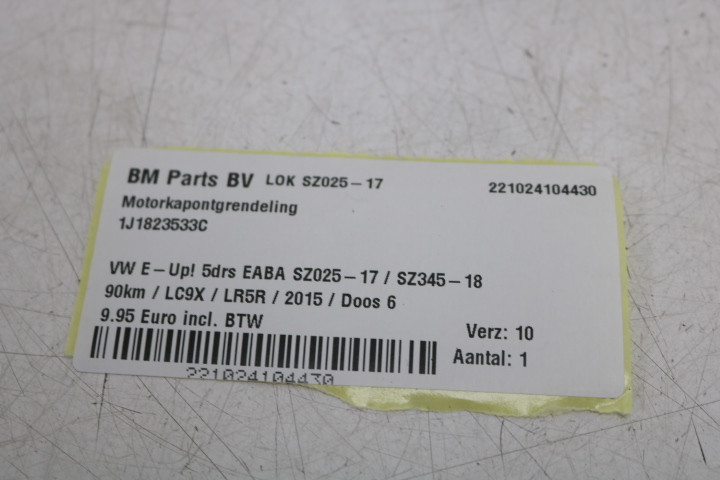 BM Parts BV LOK SZ025-17 221024104430
Motorkapontgrendeling
1J1823533C
VW E-Up! 5drs EABA SZ025-17 / SZ345-18
90km / LC9X / LR5R / 2015 / Doos 6
9.95 Euro incl. BTW Verz: 10
Aantal: 1
221024104430